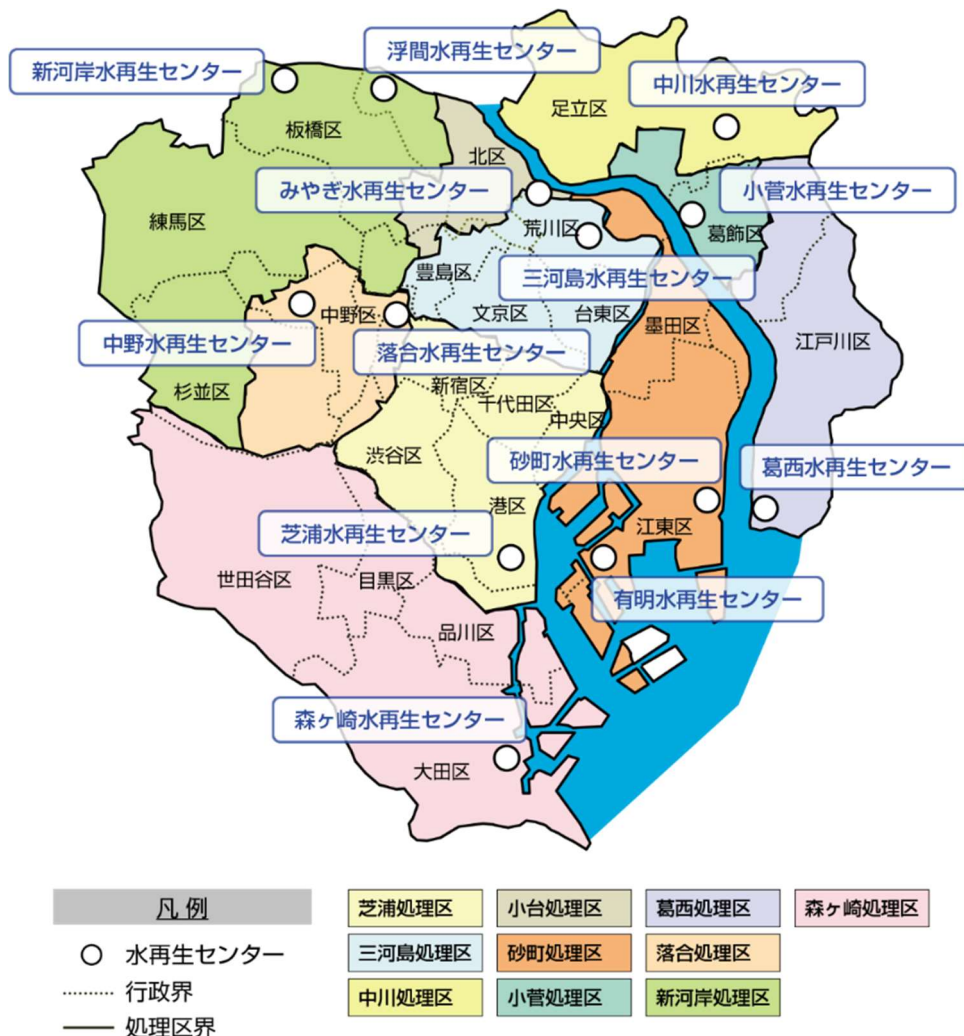 浮間水再生センター
新河岸水再生センター
中川水再生センター
足立区
板橋区
北区
みやぎ水再生センター
小菅水再生センター
練馬区
荒川区
葛飾区
豊島区
三河島水再生センター
文京区
台東区
中野区
墨田区
中野水再生センター
落合水再生センター
江戸川区
杉並区
新宿区
千代田区
中央区
渋谷区
砂町水再生センター
葛西水再生センター
港区
芝浦水再生センター
江東区
世田谷区
目黒区
有明水再生センター
品川区
森ヶ崎水再生センター
大田区
凡例
水再生センター
行政界
処理区界
芝浦処理区
小台処理区
葛西処理区
森ヶ崎処理区
三河島処理区
砂町処理区
落合処理区
中川処理区
小菅処理区
新河岸処理区